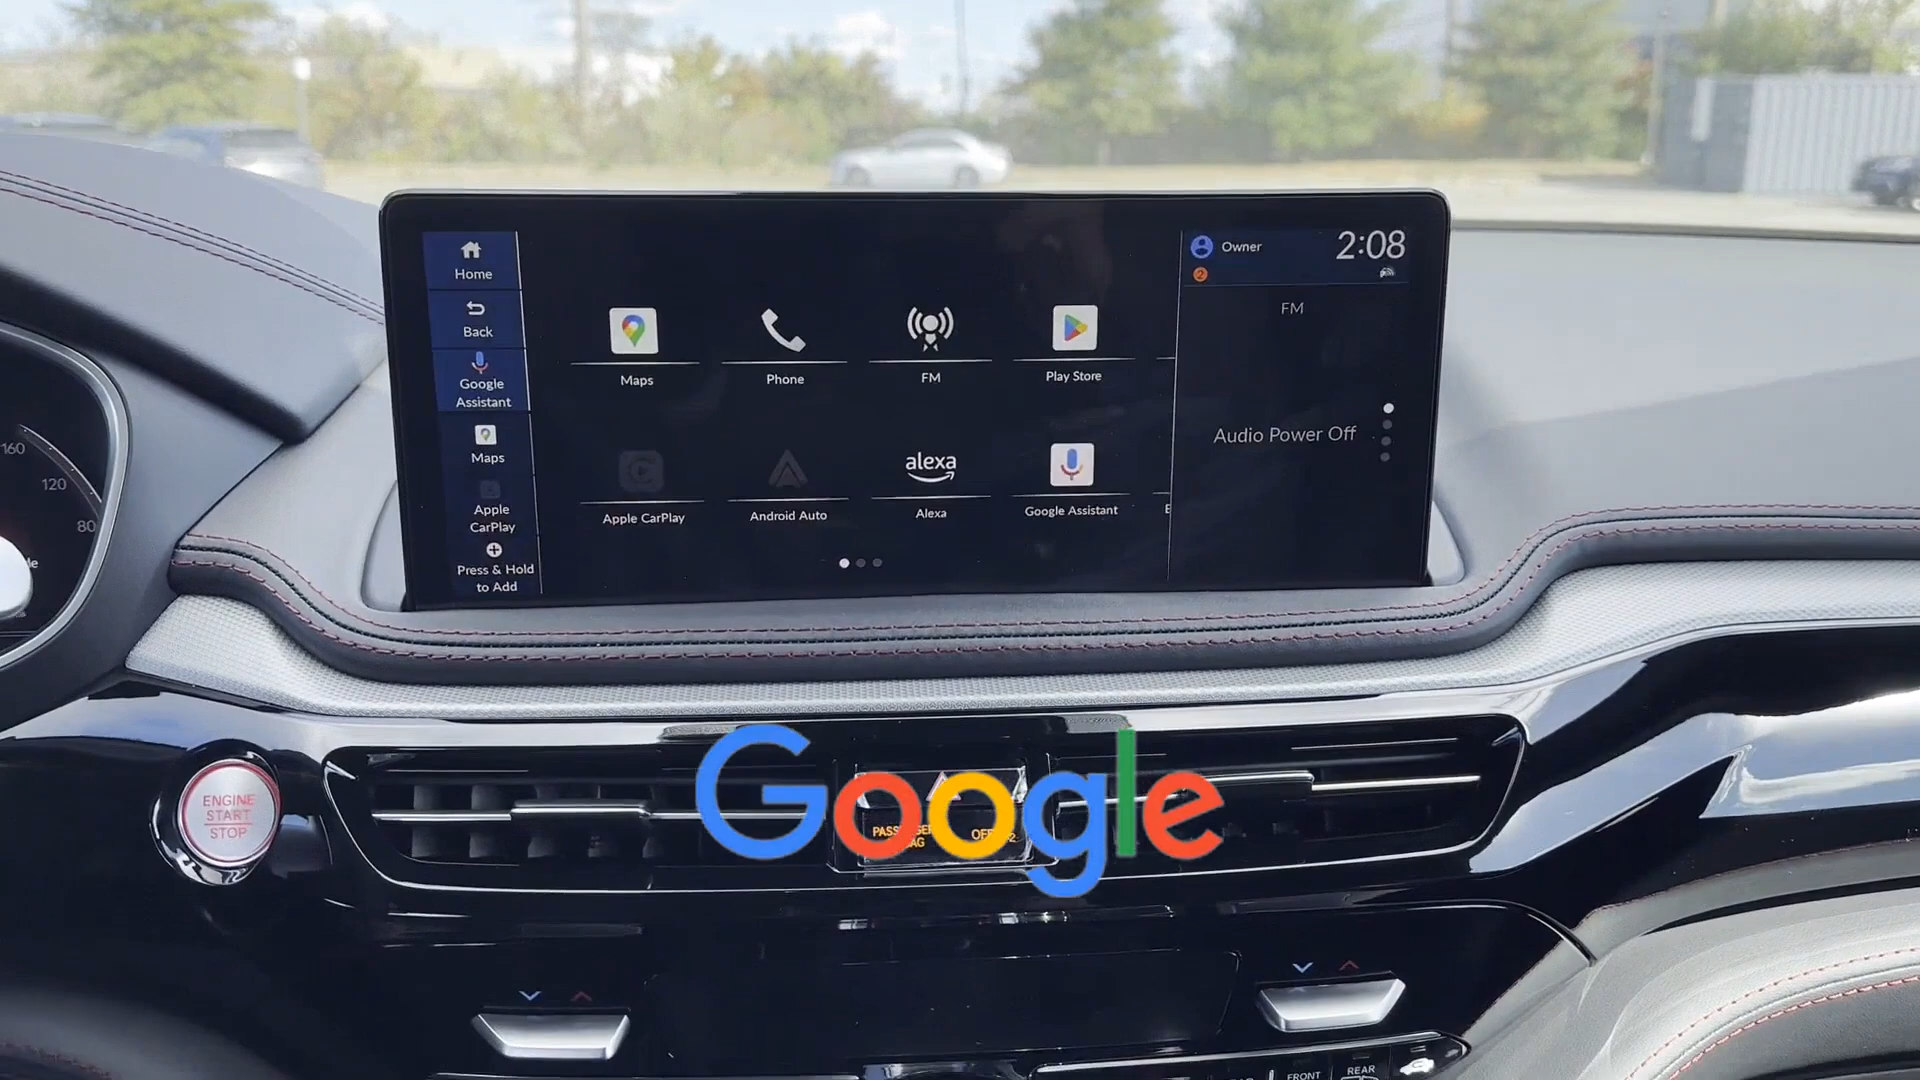 Home
Back
Google
Assistant
Maps
Apple
CarPlay
Press & Hold
to Add
Maps
Phone
FM
Play Store
Apple CarPlay
Android Auto
alexa
Alexa
Google Assistant
Owner
2:08
2
FM
Audio Power Off
160
120
80
ENGINE
START
STOP
Google
OFF
FRONT
REAR